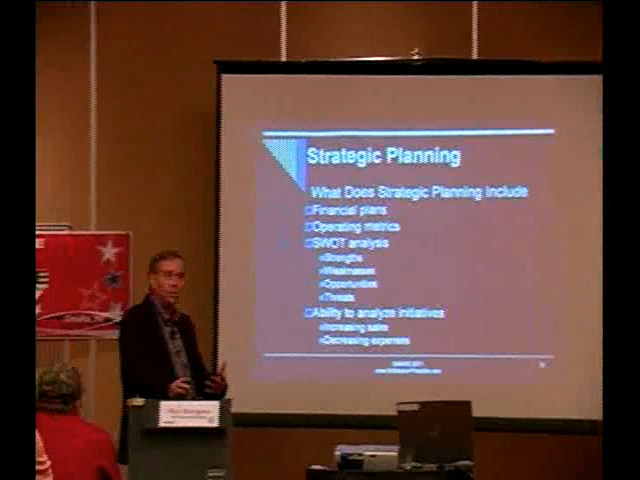 Strategic Planning
What Does Strategic Planning Include
Financial plans
Operating metrics
SWOT analysis
Strengths
Weaknesses
Opportunities
Threats
Ability to analyze initiatives
Increasing sales
Decreasing expenses